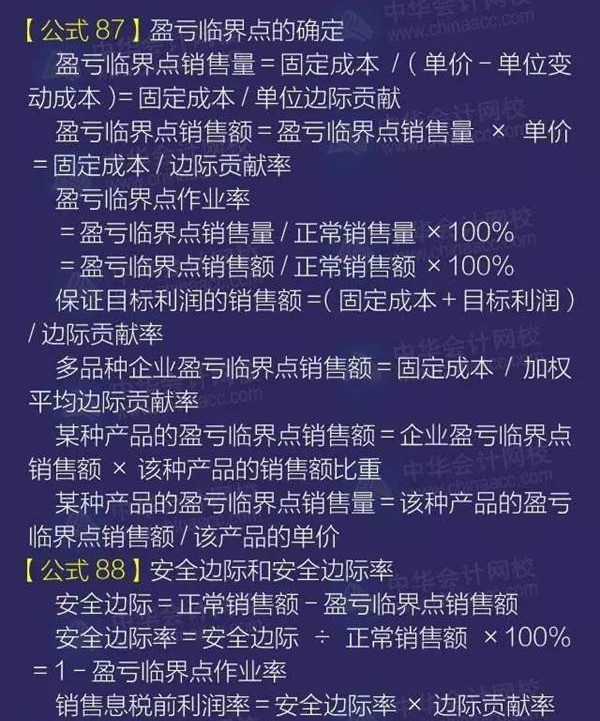 【公式 87】盈亏临界点的确定
盈亏临界点销售量=固定成本 /（单价-单位变
动成本）=固定成本/单位边际贡献
盈亏临界点销售额=盈亏临界点销售量 × 单价
=固定成本/边际贡献率
盈亏临界点作业率
=盈亏临界点销售量/正常销售量 ×100%
=盈亏临界点销售额/正常销售额 ×100%
保证目标利润的销售额=（固定成本+目标利润）
/边际贡献率
多品种企业盈亏临界点销售额=固定成本 / 加权
平均边际贡献率
某种产品的盈亏临界点销售额=企业盈亏临界点
销售额 × 该种产品的销售额比重
某种产品的盈亏临界点销售量=该种产品的盈亏
临界点销售额/该产品的单价
【公式 88】安全边际和安全边际率
安全边际=正常销售额-盈亏临界点销售额
安全边际率=安全边际 ÷ 正常销售额 ×100%
=1-盈亏临界点作业率
销售息税前利润率=安全边际率 × 边际贡献率
中华会计网校
www.chinaacc.com